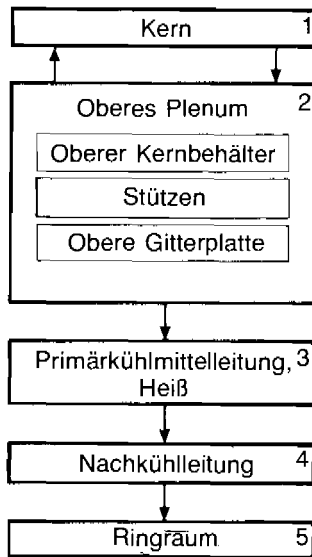 Kern 1
Oberes Plenum 2
Oberer Kernbehälter
Stützen
Obere Gitterplatte
Primärkühlmittelleitung, 3
Heiß
Nachkühlleitung 4
Ringraum 5